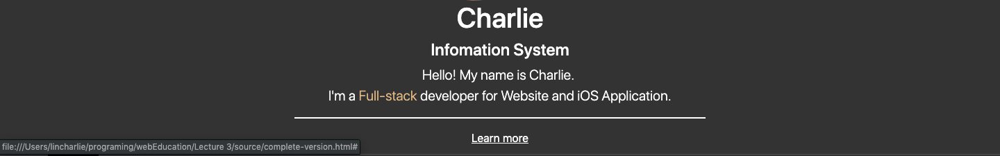 Charlie
Infomation System
Hello! My name is Charlie.
I'm a Full-stack developer for Website and iOS Application.
Learn more
file:///Users/lincharlie/programing/webEducation/Lecture 3/source/complete-version.html#